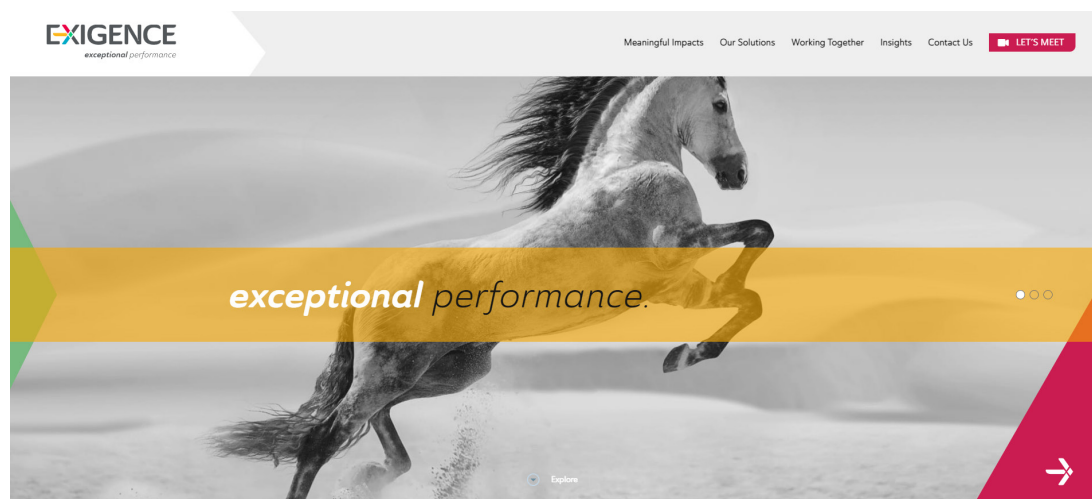 EXIGENCE
exceptional performance
Meaningful Impacts Our Solutions Working Together Insights Contact Us LET'S MEET
exceptional performance.
Explore